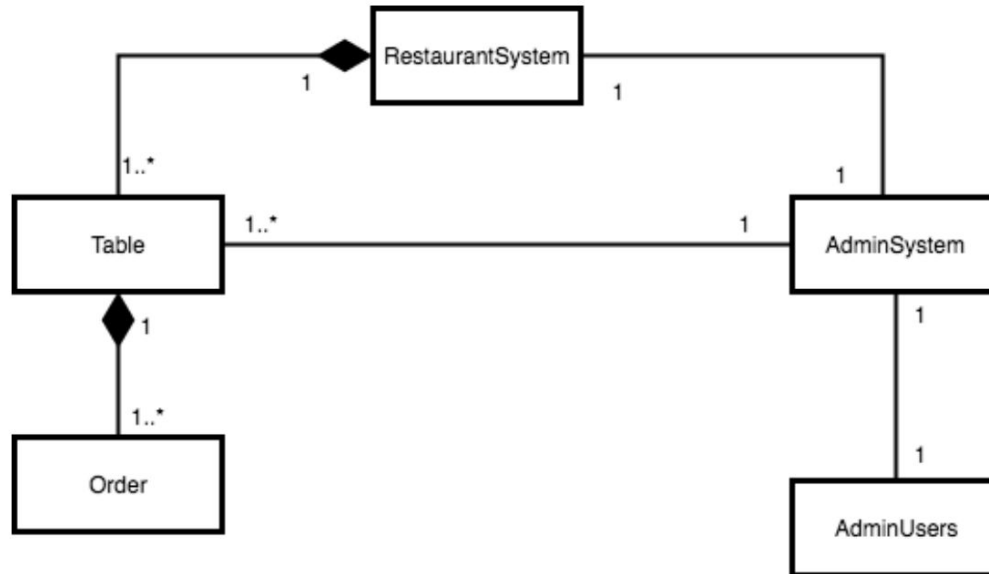 RestaurantSystem
1
1
1..*
1
1..*
1
Table
AdminSystem
1
1
1..*
1
Order
AdminUsers